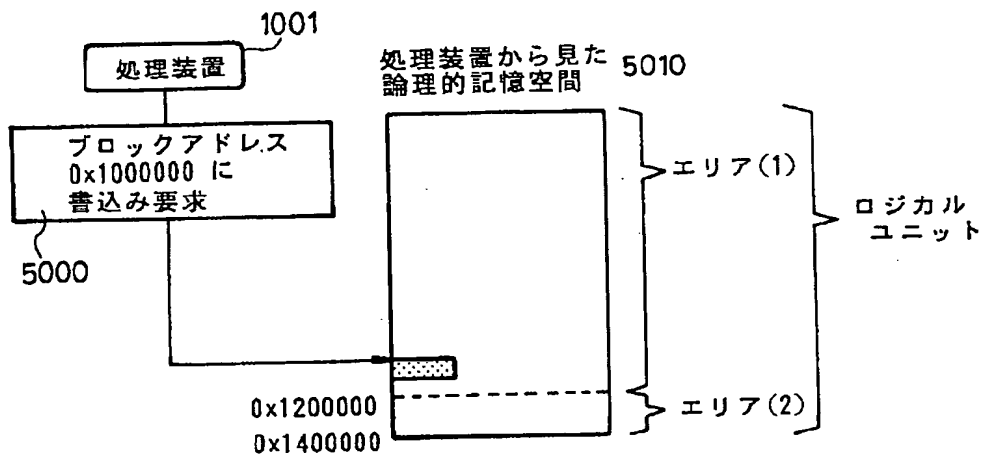 1001
処理装置
ブロックアドレス
0x1000000 に
書込み要求
5000
処理装置から見た
論理的記憶空間
5010
エリア(1)
ロジカル
ユニット
0x1200000
エリア(2)
0x1400000